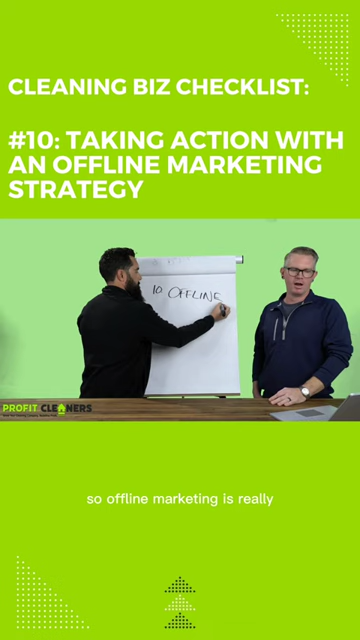 CLEANING BIZ CHECKLIST:
#10: TAKING ACTION WITH
AN OFFLINE MARKETING
STRATEGY
10. OFFLINE
PROFIT CLEANERS
so offline marketing is really